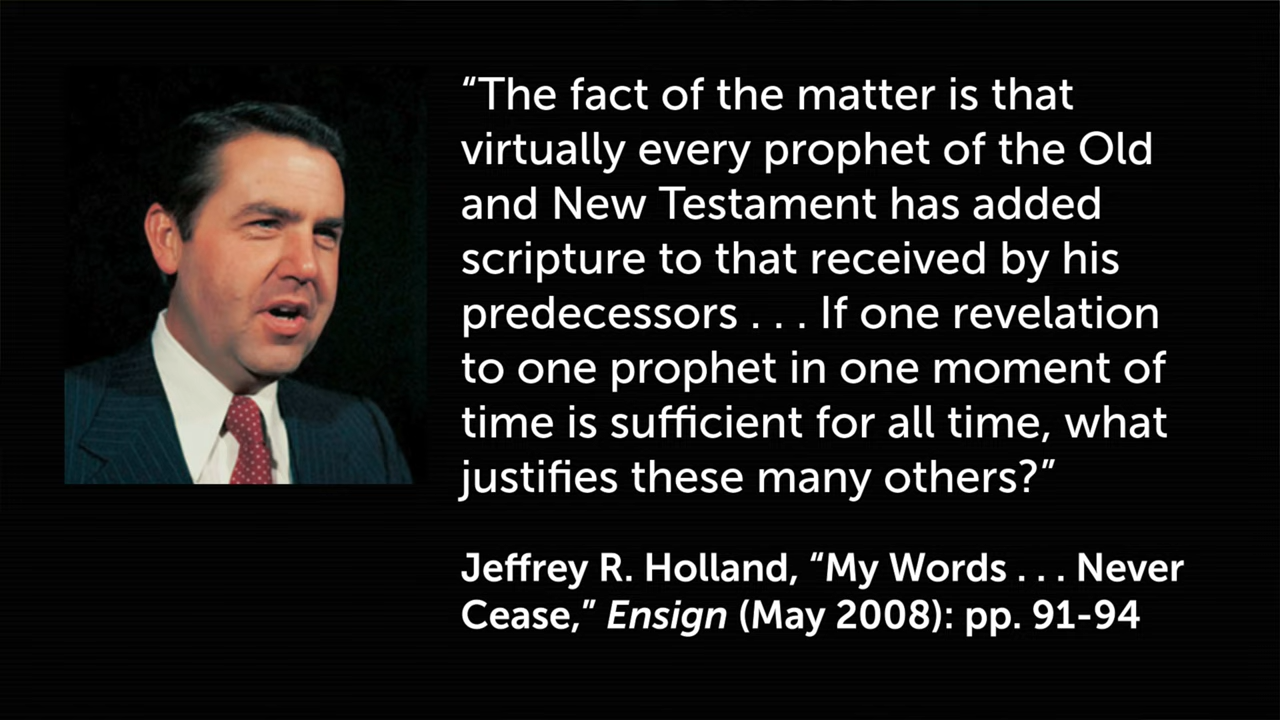 “The fact of the matter is that
virtually every prophet of the Old
and New Testament has added
scripture to that received by his
predecessors . . . If one revelation
to one prophet in one moment of
time is sufficient for all time, what
justifies these many others?”
Jeffrey R. Holland, “My Words . . . Never
Cease,” Ensign (May 2008): pp. 91-94